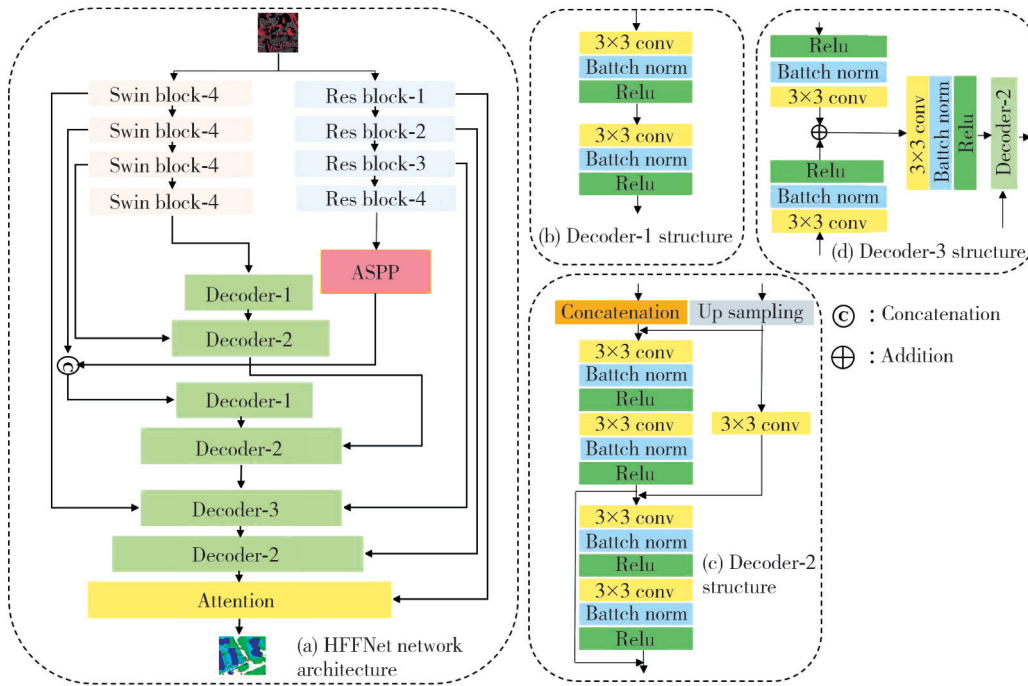 Swin block-4
Swin block-4
Swin block-4
Swin block-4
Res block-1
Res block-2
Res block-3
Res block-4
ASPP
Decoder-1
Decoder-2
C
Decoder-1
Decoder-2
Decoder-3
Decoder-2
Attention
(a) HFFNet network
architecture
3×3 conv
Battch norm
Relu
3×3 conv
Battch norm
Relu
(b) Decoder-1 structure
Relu
Battch norm
3×3 conv
Relu
Battch norm
3×3 conv
3×3 conv
Battch norm
Relu
Decoder-2
(d) Decoder-3 structure
Concatenation
Up sampling
3×3 conv
Battch norm
Relu
3×3 conv
Battch norm
Relu
3×3 conv
3×3 conv
Battch norm
Relu
3×3 conv
Battch norm
Relu
(c) Decoder-2
structure
C : Concatenation
⊕ : Addition